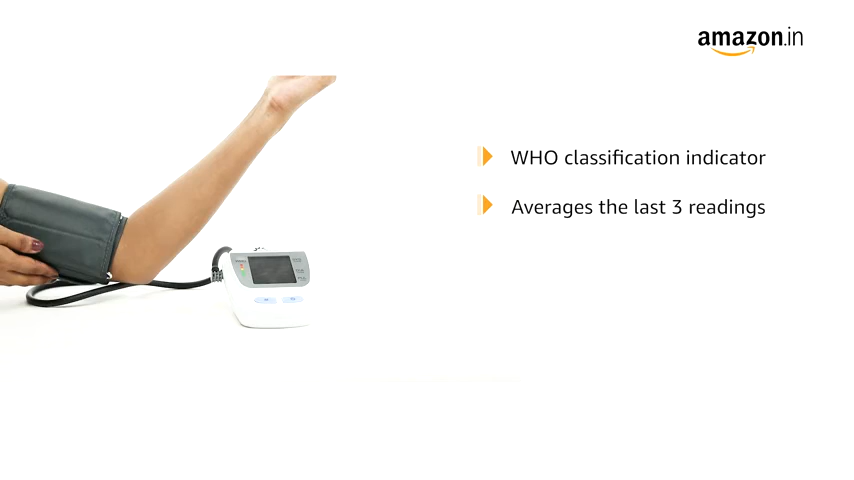 amazon.in
WHO classification indicator
Averages the last 3 readings